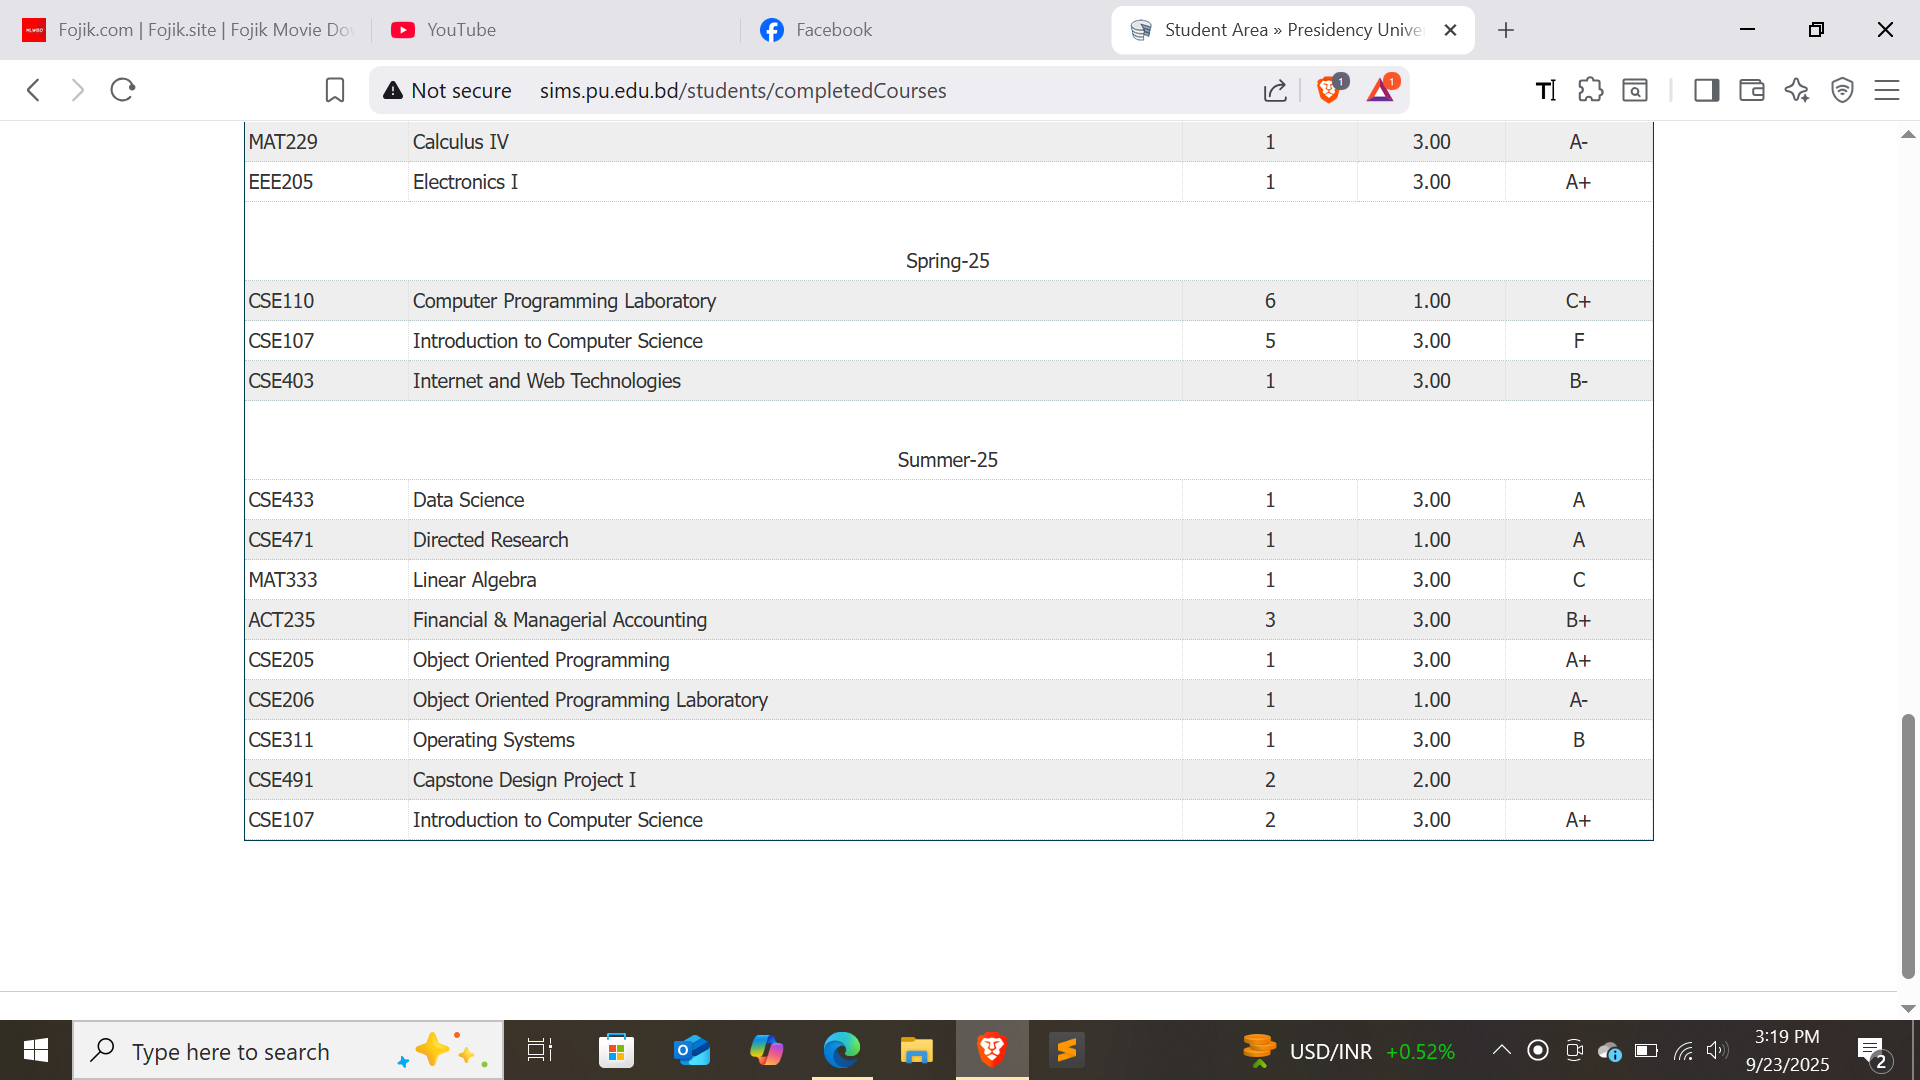 Fojik.com | Fojik.site | Fojik Movie Do
YouTube
Facebook
Student Area » Presidency Unive
Not secure sims.pu.edu.bd/students/completedCourses
1
1
MAT229 Calculus IV 1 3.00 A-
EEE205 Electronics I 1 3.00 A+
Spring-25
CSE110 Computer Programming Laboratory 6 1.00 C+
CSE107 Introduction to Computer Science 5 3.00 F
CSE403 Internet and Web Technologies 1 3.00 B-
Summer-25
CSE433 Data Science 1 3.00 A
CSE471 Directed Research 1 1.00 A
MAT333 Linear Algebra 1 3.00 C
ACT235 Financial & Managerial Accounting 3 3.00 B+
CSE205 Object Oriented Programming 1 3.00 A+
CSE206 Object Oriented Programming Laboratory 1 1.00 A-
CSE311 Operating Systems 1 3.00 B
CSE491 Capstone Design Project I 2 2.00
CSE107 Introduction to Computer Science 2 3.00 A+
Type here to search
USD/INR +0.52%
3:19 PM
9/23/2025
2